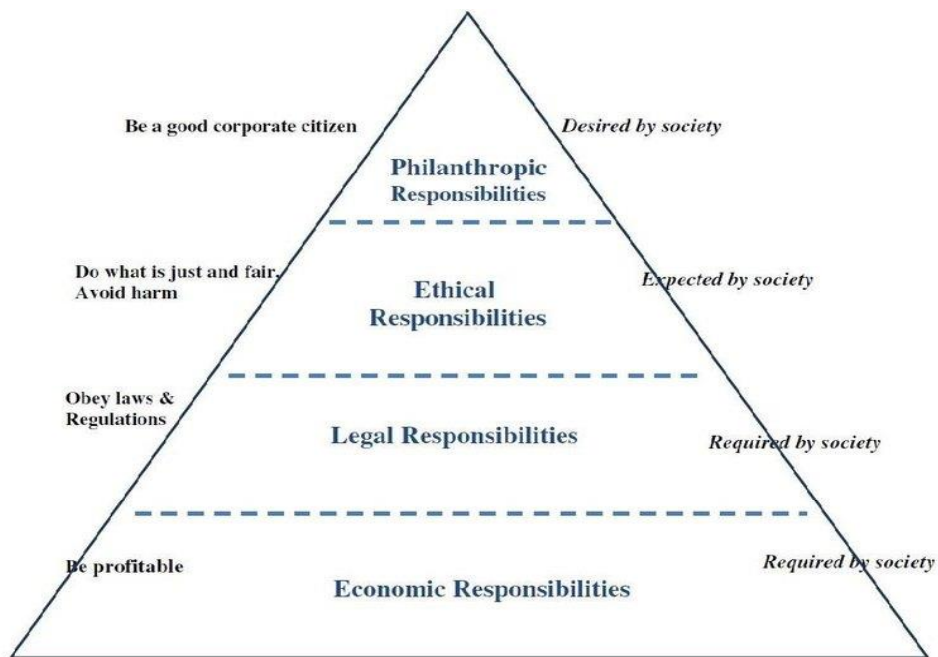 Be a good corporate citizen
Desired by society
Philanthropic
Responsibilities
Do what is just and fair,
Avoid harm
Expected by society
Ethical
Responsibilities
Obey laws &
Regulations
Legal Responsibilities
Required by society
Be profitable
Required by society
Economic Responsibilities